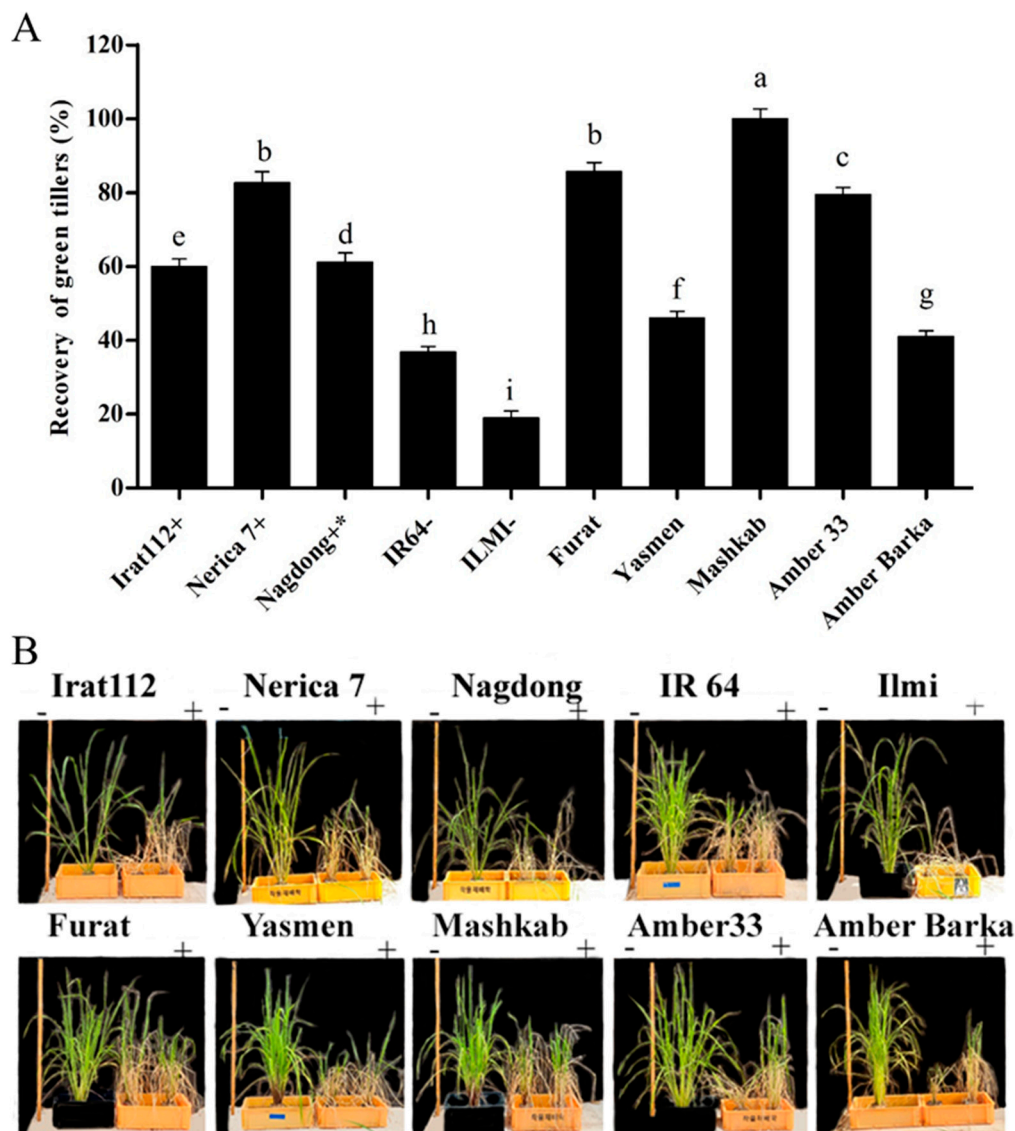 A
120
100
80
60
40
20
0
Recovery of green tillers (%)
e
b
d
h
i
b
f
a
c
g
Irat112+
Nerica 7+
Nagdong+*
IR64-
ILMI-
Furat
Yasmen
Mashkab
Amber 33
Amber Barka
B
Irat112 Nerica 7 Nagdong IR 64 Ilmi
- + - + - + - + - +
Furat Yasmen Mashkab Amber33 Amber Barka
- + - + - + - + - +